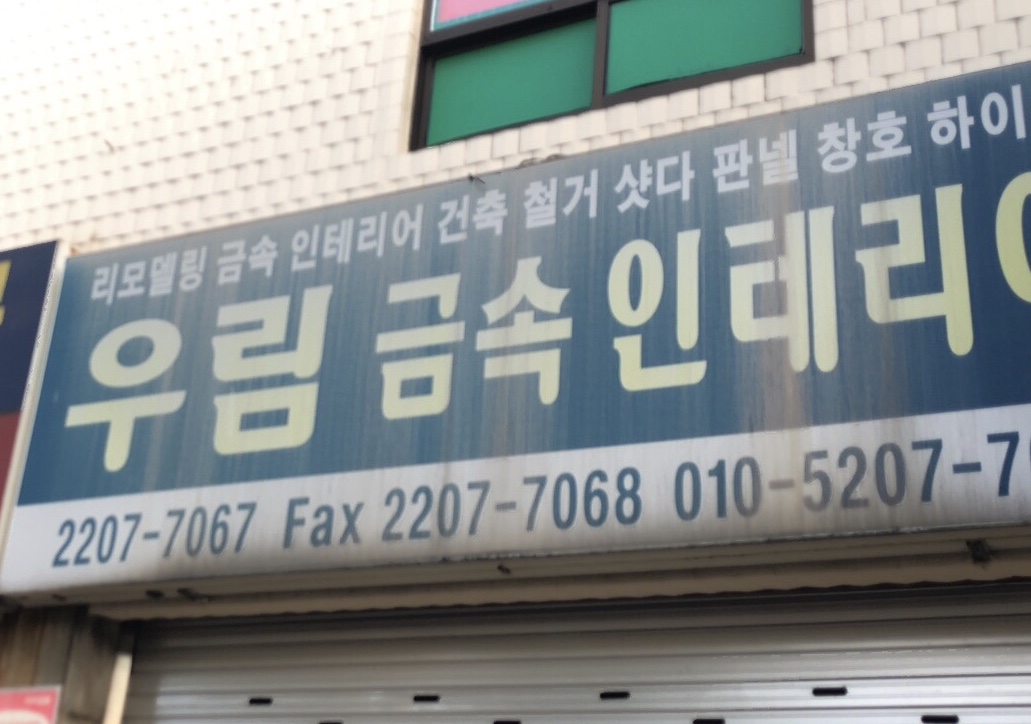 리모델링 금속 인테리어 건축 철거 샷다 판넬 창호 하이
우림 금속인테리
2207-7067 Fax 2207-7068 010-5207-7